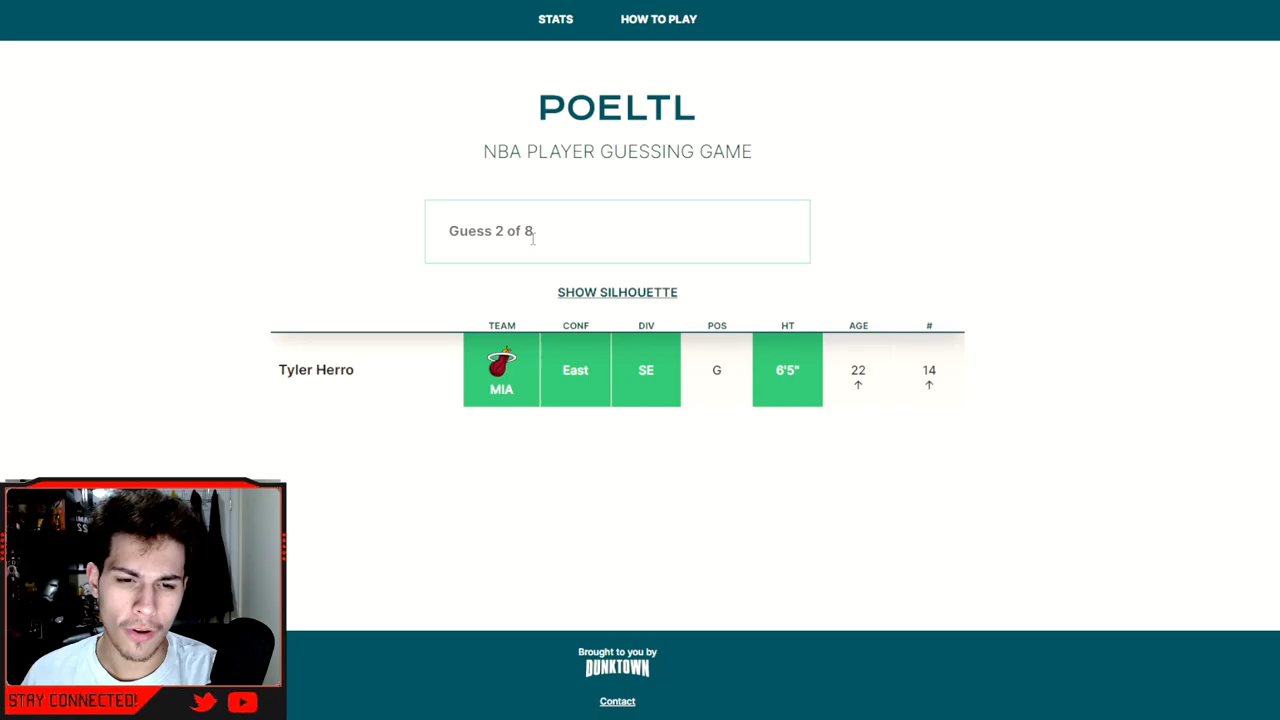 STATS HOW TO PLAY
POELTL
NBA PLAYER GUESSING GAME
Guess 2 of 8
SHOW SILHOUETTE
TEAM CONF DIV POS HT AGE #
Tyler Herro MIA East SE G 6'5" 22 ↑ 14 ↑
STAY CONNECTED!
Brought to you by
DUNKTOWN
Contact